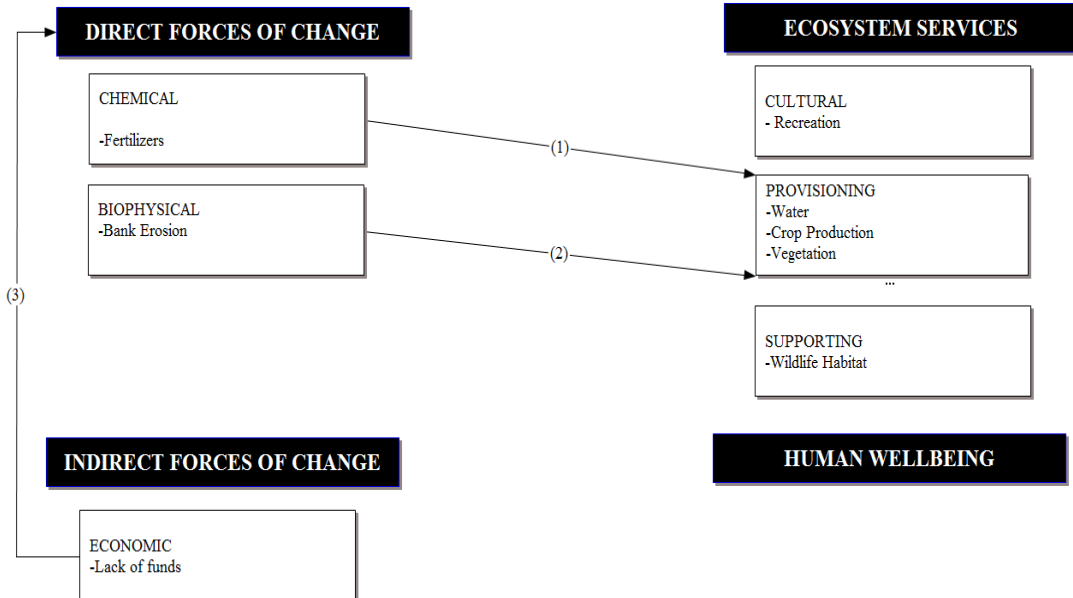 DIRECT FORCES OF CHANGE
CHEMICAL
-Fertilizers
BIOPHYSICAL
-Bank Erosion
(1)
(2)
(3)
ECOSYSTEM SERVICES
CULTURAL
- Recreation
PROVISIONING
-Water
-Crop Production
-Vegetation
...
SUPPORTING
-Wildlife Habitat
INDIRECT FORCES OF CHANGE
ECONOMIC
-Lack of funds
HUMAN WELLBEING